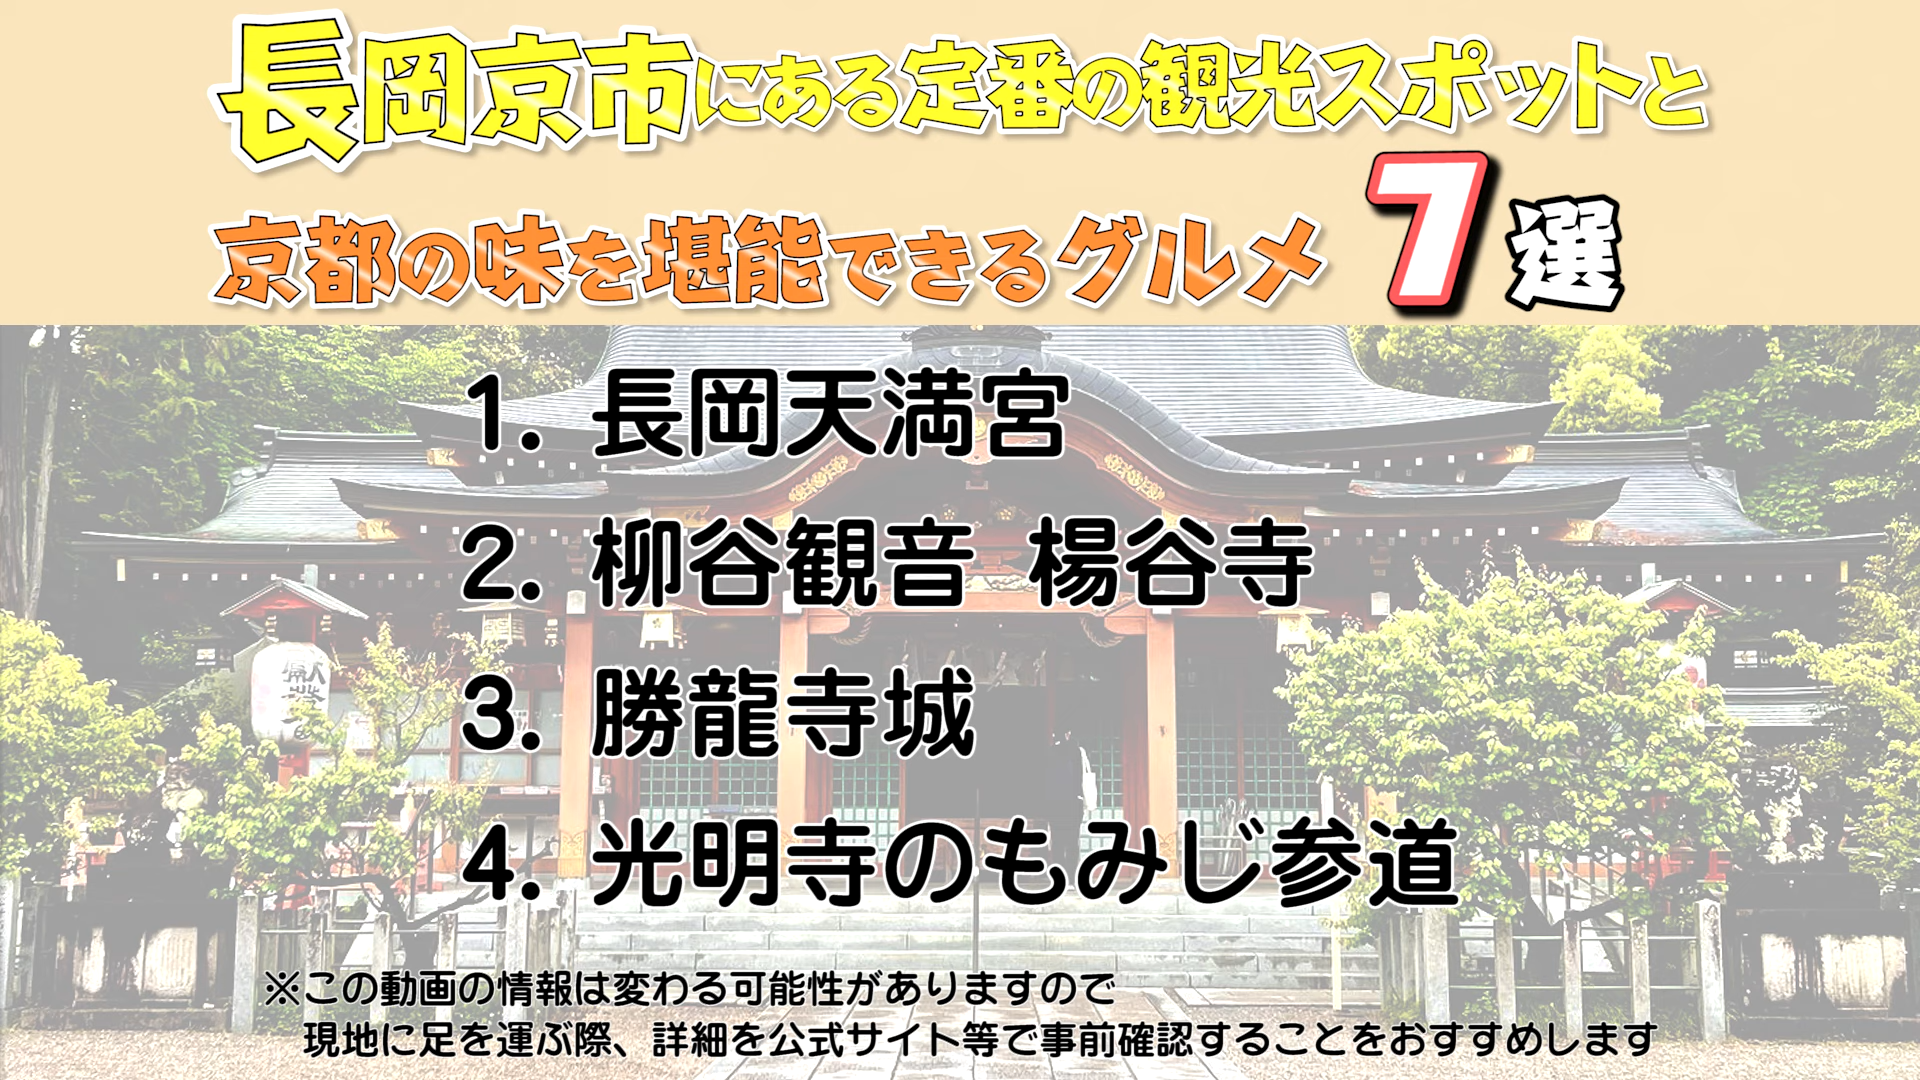 長岡京市にある定番の観光スポットと
京都の味を堪能できるグルメ 7選
1. 長岡天満宮
2. 柳谷観音 楊谷寺
3. 勝龍寺城
4. 光明寺のもみじ参道
※この動画の情報は変わる可能性がありますので
現地に足を運ぶ際、詳細を公式サイト等で事前確認することをおすすめします